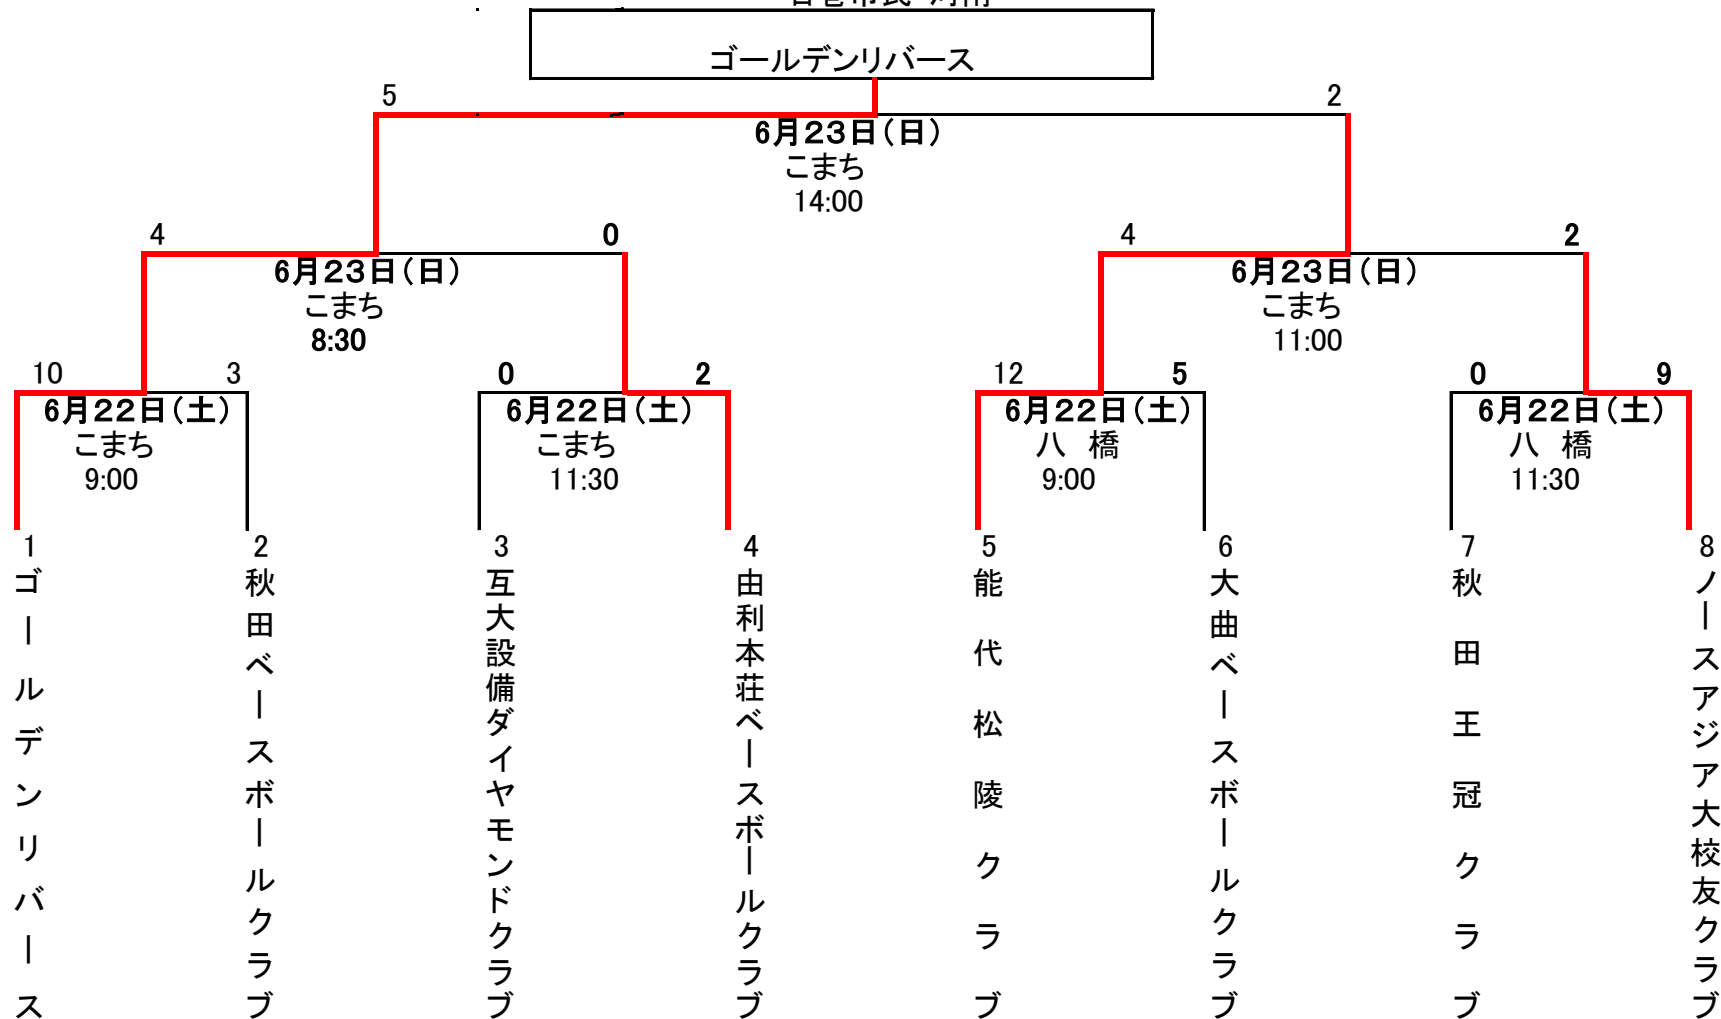 ゴールデンリバース
5 2
6月23日(日)
こまち
14:00
4 0 4 2
6月23日(日) 6月23日(日)
こまち こまち
8:30 11:00
10 3 0 2 12 5 0 9
6月22日(土) 6月22日(土) 6月22日(土) 6月22日(土)
こまち こまち 八 橋 八 橋
9:00 11:30 9:00 11:30
1 2 3 4 5 6 7 8
ゴールデンリバース
秋田ベースボールクラブ
互大設備ダイヤモンドクラブ
由利本荘ベースボールクラブ
能代松陵クラブ
大曲ベースボールクラブ
秋田王冠クラブ
ノースアジア大校友クラブ